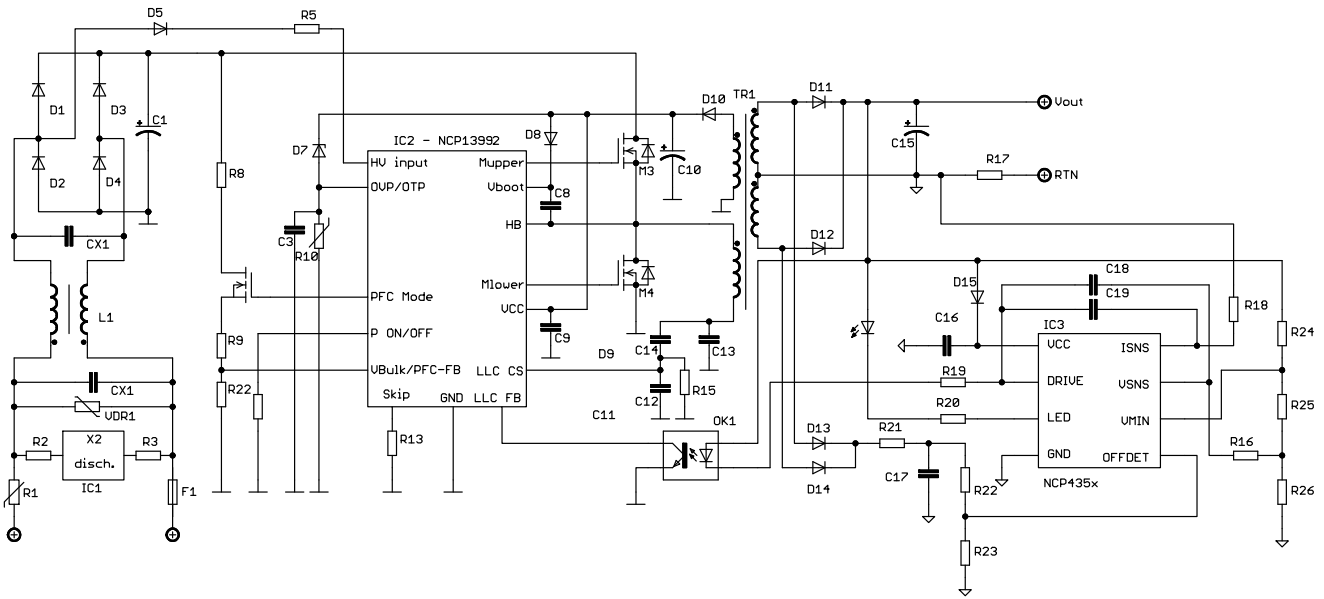 D5
R5
D1
D3
D2
D4
C1
CX1
L1
CX1
VDR1
R2
X2
disch.
R3
IC1
R1
F1
R8
R9
R22
D7
C3
R10
IC2 - NCP13992
HV input
OVP/OTP
PFC Mode
P ON/OFF
VBulk/PFC-FB
Skip
GND
LLC FB
Mupper
Vboot
HB
Mlower
VCC
LLC CS
R13
D8
C8
C9
M3
M4
C10
D10
TR1
D9
C14
C13
C12
R15
C11
OK1
D11
D12
C15
Vout
R17
RTN
D15
C16
C18
C19
R18
R19
R20
IC3
VCC
DRIVE
LED
GND
ISNS
VSNS
VMIN
OFFDET
NCP435x
R24
R25
R16
R26
D13
D14
R21
C17
R22
R23